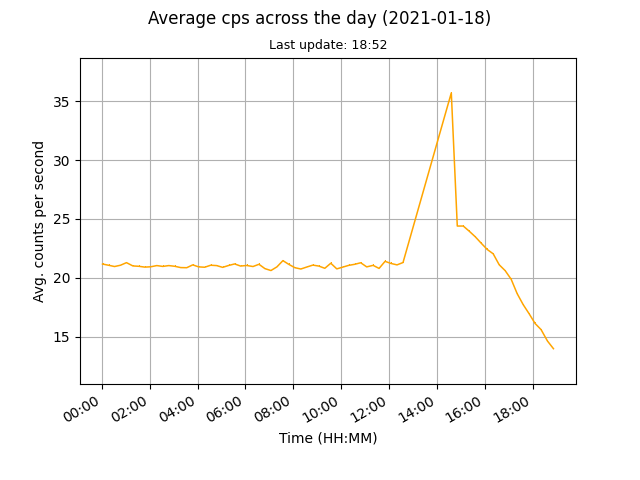 Average cps across the day (2021-01-18)
Last update: 18:52
35
30
25
20
15
Avg. counts per second
00:00 02:00 04:00 06:00 08:00 10:00 12:00 14:00 16:00 18:00
Time (HH:MM)